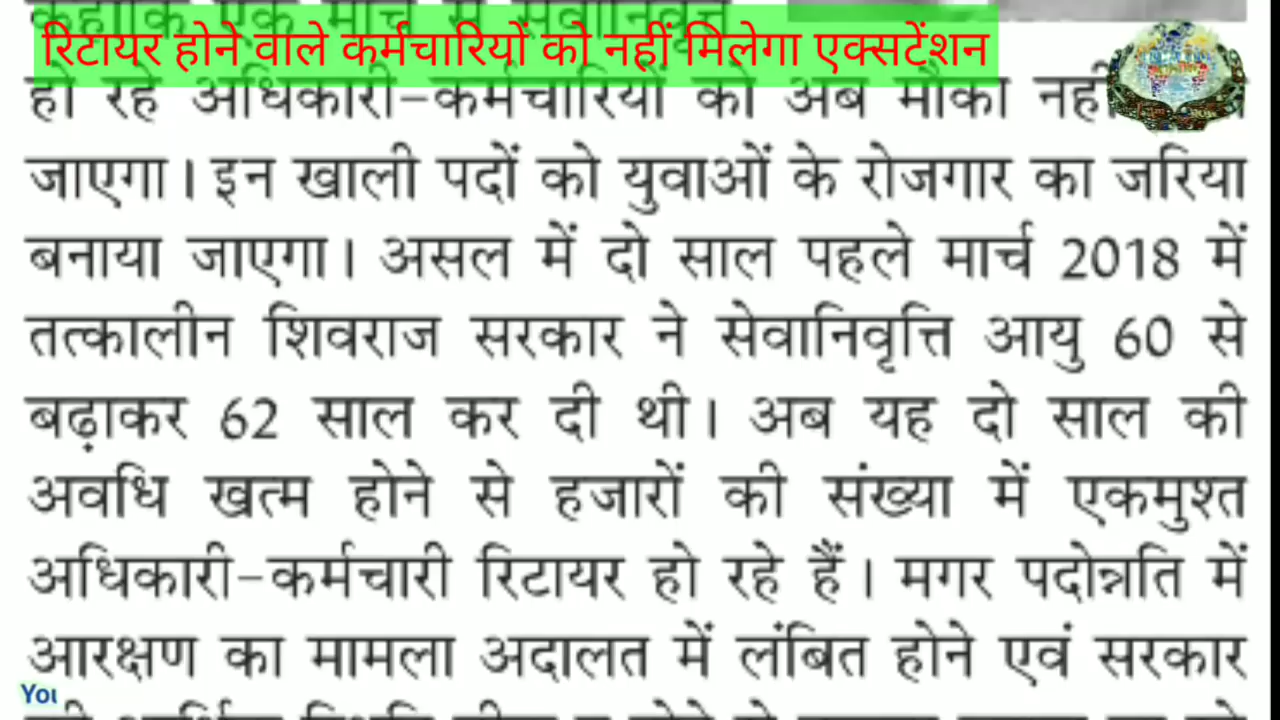 रिटायर होने वाले कर्मचारियों को नहीं मिलेगा एक्सटेंशन
हो रहे अधिकारी-कर्मचारियों को अब मौका
जाएगा। इन खाली पदों को युवाओं के रोजगार का जरिया
बनाया जाएगा। असल में दो साल पहले मार्च 2018 में
तत्कालीन शिवराज सरकार ने सेवानिवृत्ति आयु 60 से
बढ़ाकर 62 साल कर दी थी। अब यह दो साल की
अवधि खत्म होने से हजारों की संख्या में एकमुश्त
अधिकारी-कर्मचारी रिटायर हो रहे हैं। मगर पदोन्नति में
आरक्षण का मामला अदालत में लंबित होने एवं सरकार
You